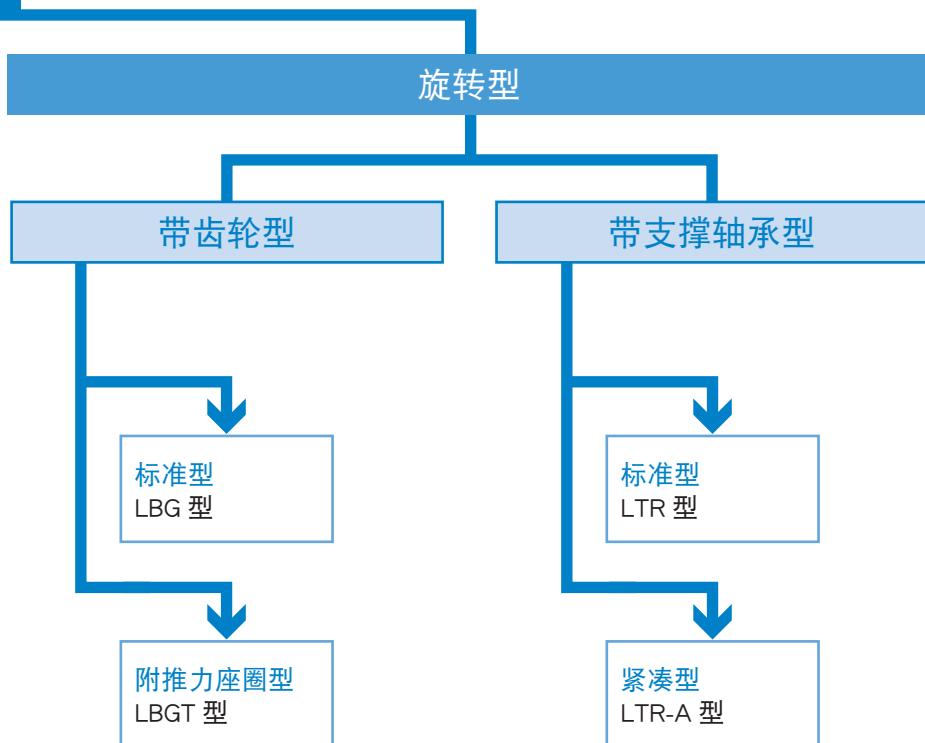 旋转型
带齿轮型
带支撑轴承型
标准型
LBG 型
标准型
LTR 型
附推力座圈型
LBGT 型
紧凑型
LTR-A 型